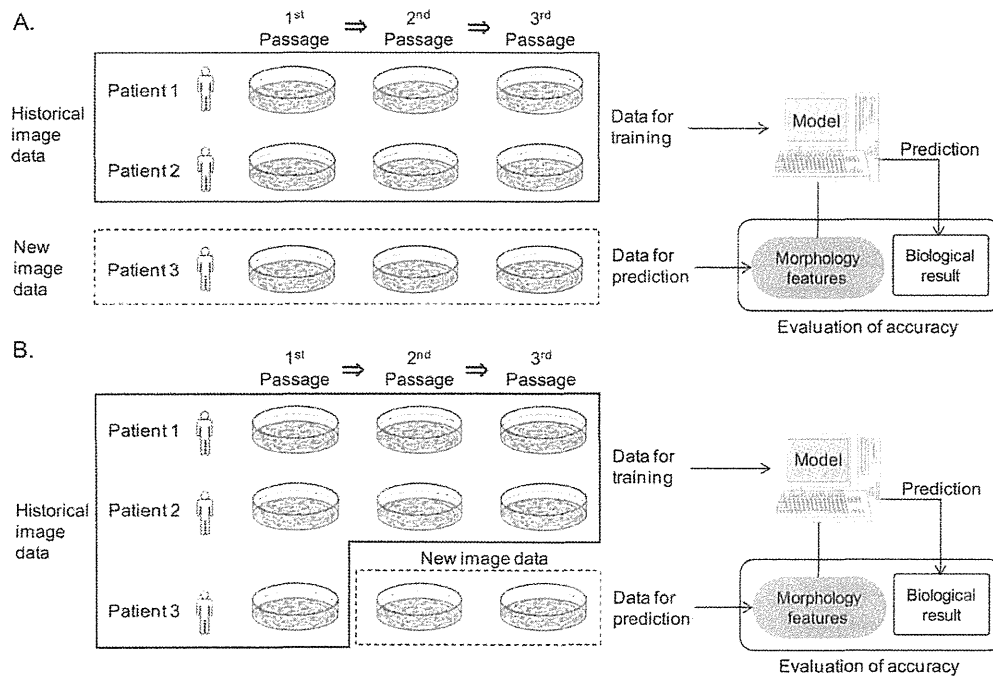 A.
1st Passage ⇒ 2nd Passage ⇒ 3rd Passage
Historical image data
Patient 1
Patient 2
Data for training
Model
Prediction
New image data
Patient 3
Data for prediction
Morphology features
Biological result
Evaluation of accuracy
B.
1st Passage ⇒ 2nd Passage ⇒ 3rd Passage
Historical image data
Patient 1
Patient 2
Data for training
Model
Prediction
New image data
Patient 3
Data for prediction
Morphology features
Biological result
Evaluation of accuracy